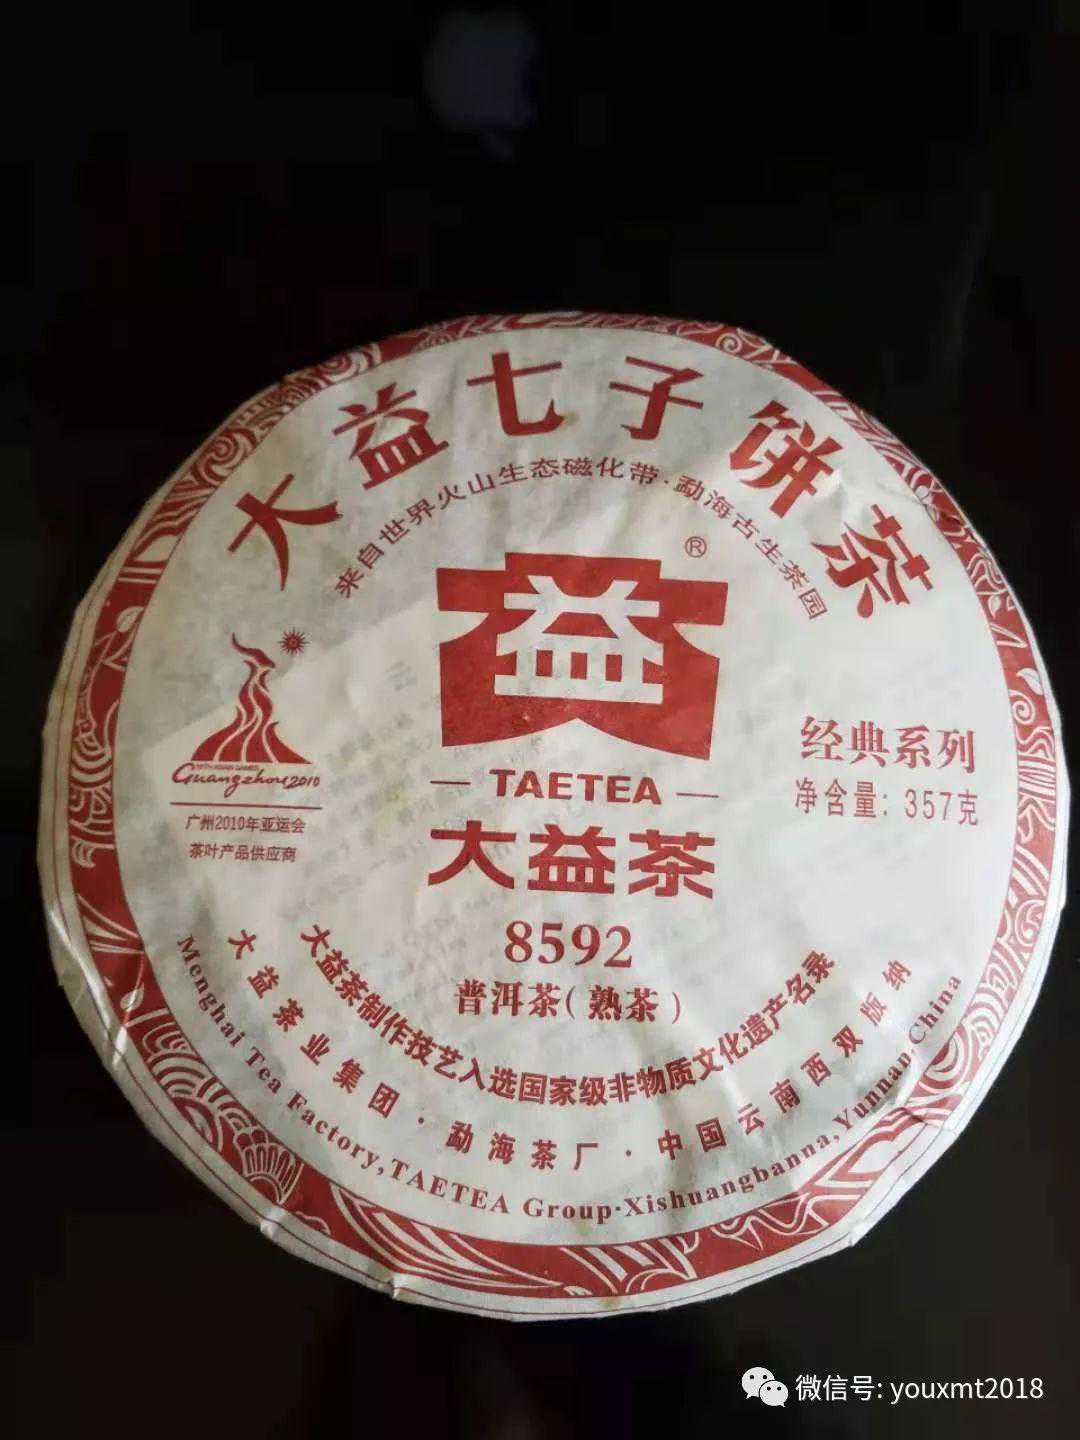 大益七子饼茶
来自世界火山生态磁化带·勐海古生茶园
益
®
TAETEA
大益茶
16TH ASIAN GAMES
Guangzhou2010
广州2010年亚运会
茶叶产品供应商
经典系列
净含量: 357克
8592
普洱茶(熟茶)
大益茶制作技艺入选国家级非物质文化遗产名录
大益茶业集团·勐海茶厂·中国云南西双版纳
Menghai Tea Factory,TAETEA Group·Xishuangbanna,Yunnan,China
微信号: youxmt2018